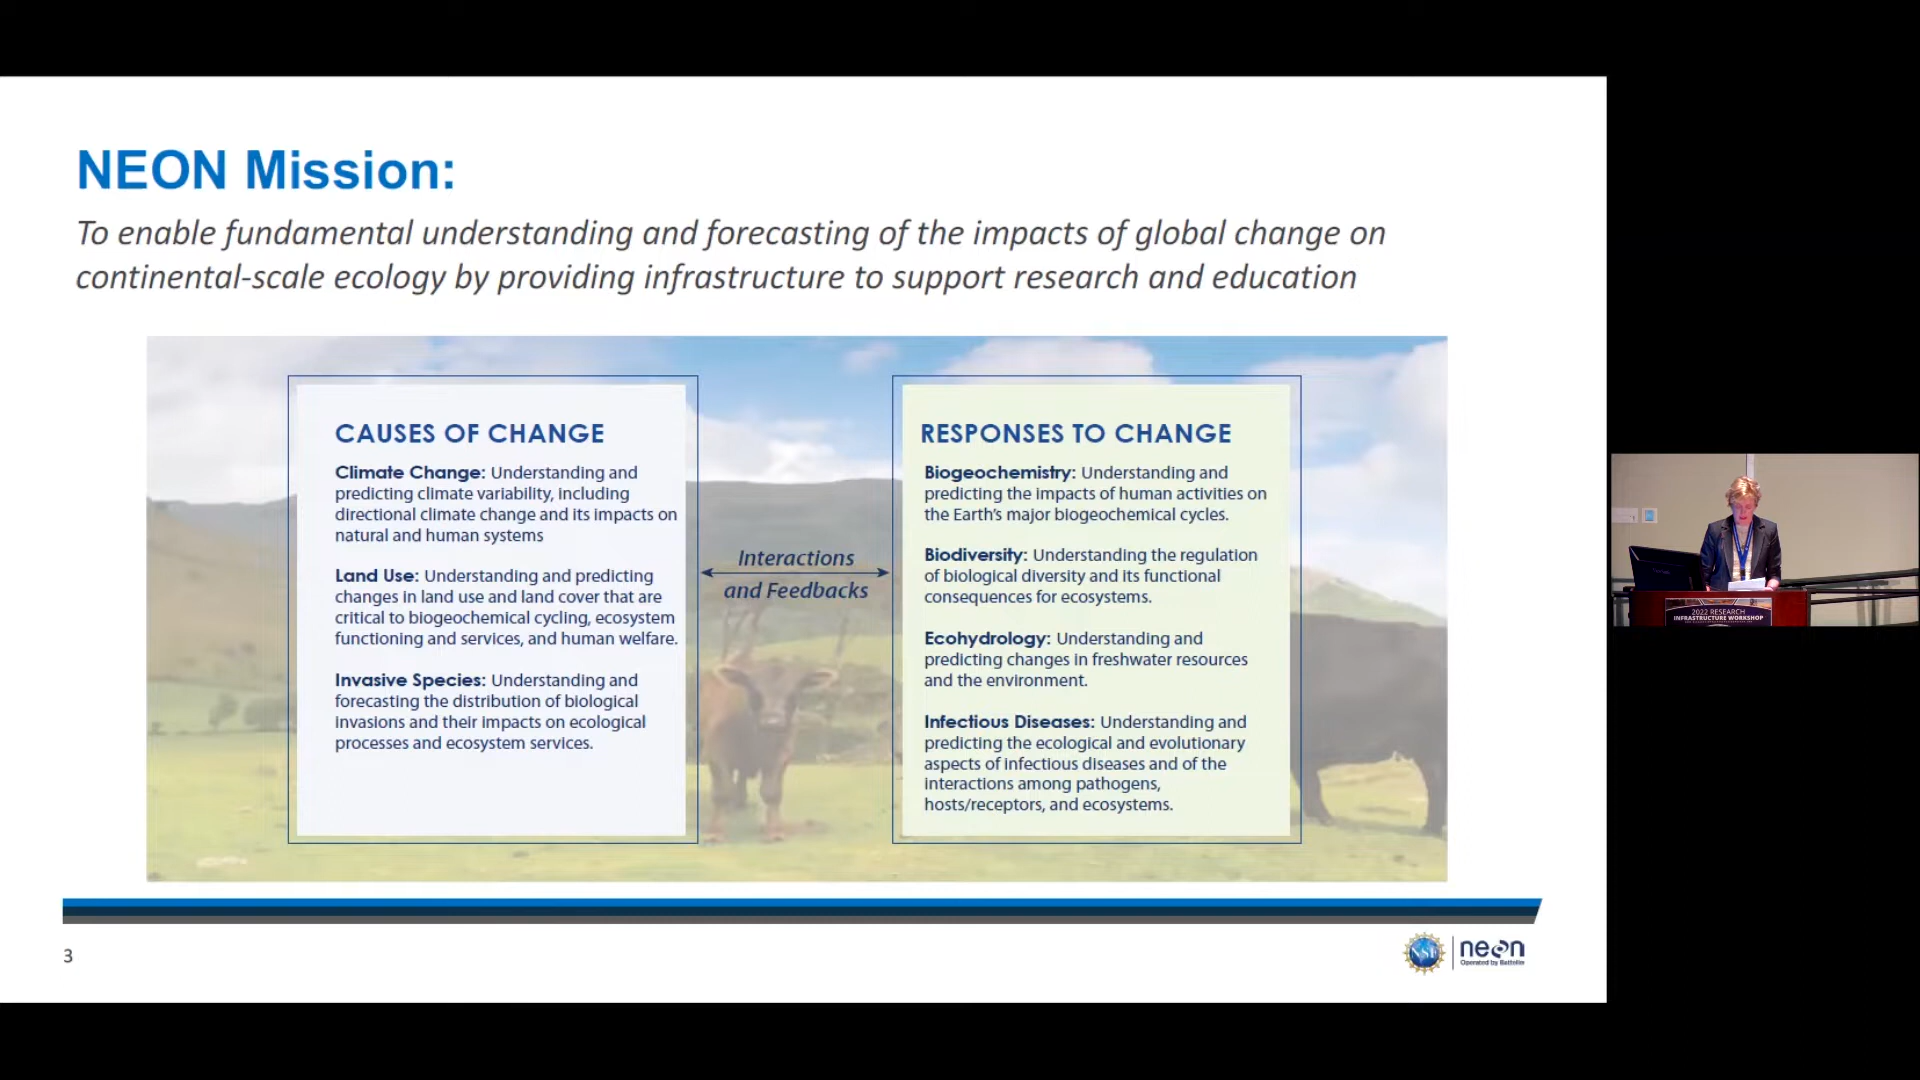 NEON Mission:
To enable fundamental understanding and forecasting of the impacts of global change on
continental-scale ecology by providing infrastructure to support research and education
CAUSES OF CHANGE
Climate Change: Understanding and
predicting climate variability, including
directional climate change and its impacts on
natural and human systems
Land Use: Understanding and predicting
changes in land use and land cover that are
critical to biogeochemical cycling, ecosystem
functioning and services, and human welfare.
Invasive Species: Understanding and
forecasting the distribution of biological
invasions and their impacts on ecological
processes and ecosystem services.
Interactions
and Feedbacks
RESPONSES TO CHANGE
Biogeochemistry: Understanding and
predicting the impacts of human activities on
the Earth's major biogeochemical cycles.
Biodiversity: Understanding the regulation
of biological diversity and its functional
consequences for ecosystems.
Ecohydrology: Understanding and
predicting changes in freshwater resources
and the environment.
Infectious Diseases: Understanding and
predicting the ecological and evolutionary
aspects of infectious diseases and of the
interactions among pathogens,
hosts/receptors, and ecosystems.
3
NSF
neon
Operated by Battelle
2022 RESEARCH
INFRASTRUCTURE WORKSHOP